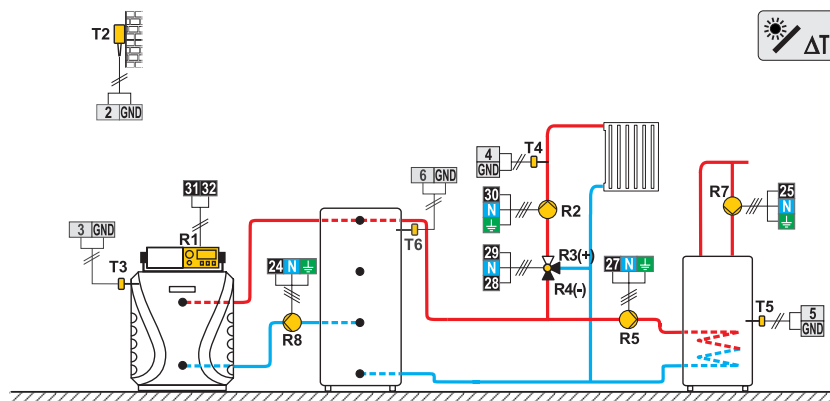 T2
ΔT
2 GND
4
GND
T4
6 GND
31 32
30
N
R2
R7
25
N
3 GND
R1
T6
T3
24 N
29
N
28
R3(+)
R4(-)
27 N
T5
5
GND
R8
R5